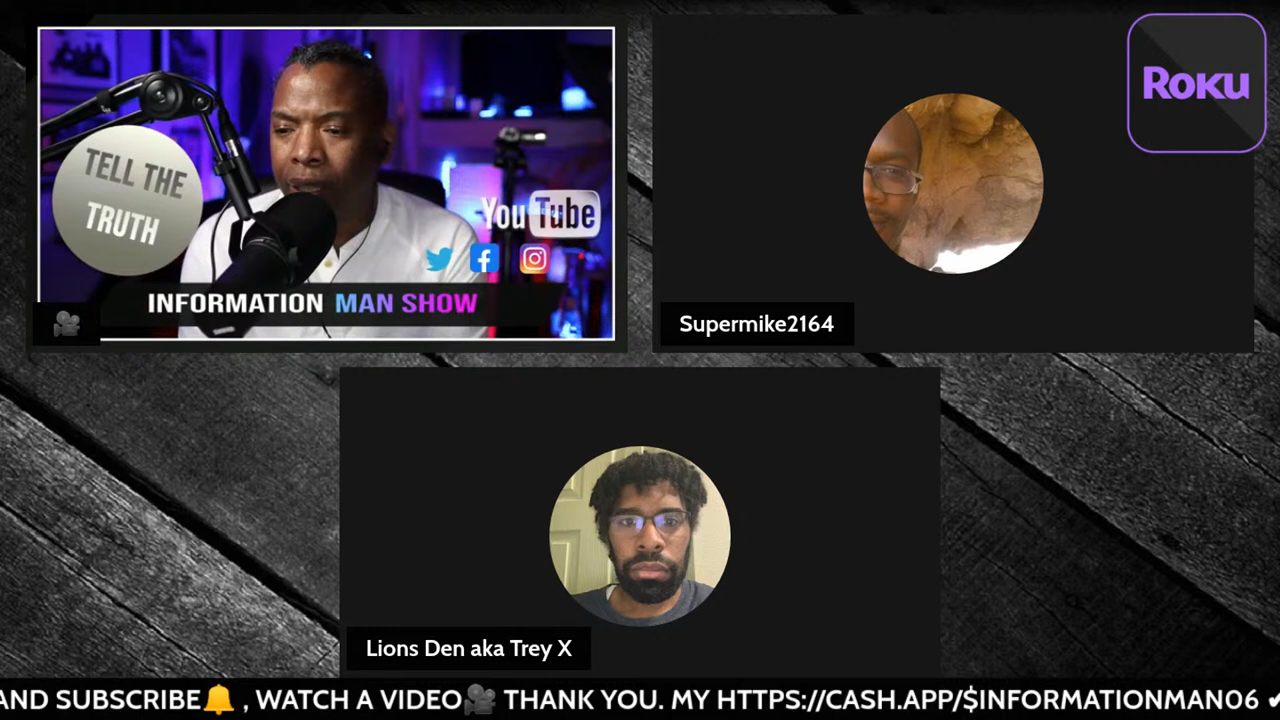 TELL THE
TRUTH
YouTube
INFORMATION MAN SHOW
ROKU
Supermike2164
Lions Den aka Trey X
AND SUBSCRIBE🔔 , WATCH A VIDEO🎥 THANK YOU. MY HTTPS://CASH.APP/$INFORMATIONMAN06 ✔